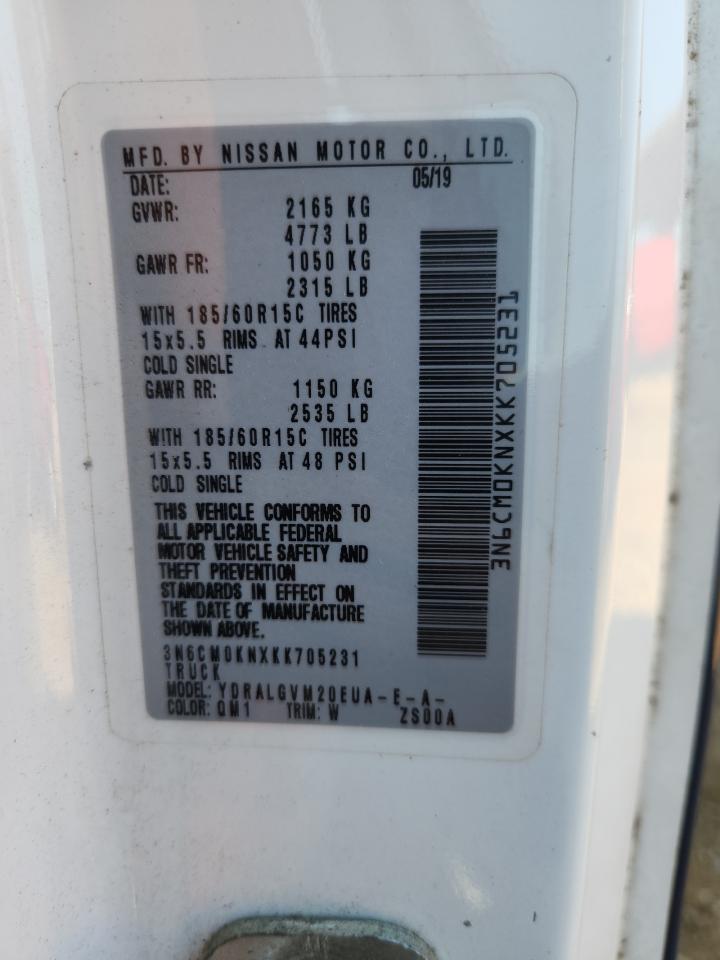 MFD. BY NISSAN MOTOR CO., LTD.
DATE: 05/19
GVWR: 2165 KG
4773 LB
GAWR FR: 1050 KG
2315 LB
WITH 185/60R15C TIRES
15x5.5 RIMS AT 44PSI
COLD SINGLE
GAWR RR: 1150 KG
2535 LB
WITH 185/60R15C TIRES
15x5.5 RIMS AT 48 PSI
COLD SINGLE
THIS VEHICLE CONFORMS TO
ALL APPLICABLE FEDERAL
MOTOR VEHICLE SAFETY AND
THEFT PREVENTION
STANDARDS IN EFFECT ON
THE DATE OF MANUFACTURE
SHOWN ABOVE.
3N6CM0KNXKK705231
TRUCK
MODEL: YDRALGVM20EUA-E-A-
COLOR: QM1 TRIM: W ZS00A
3N6CM0KNXKK705231